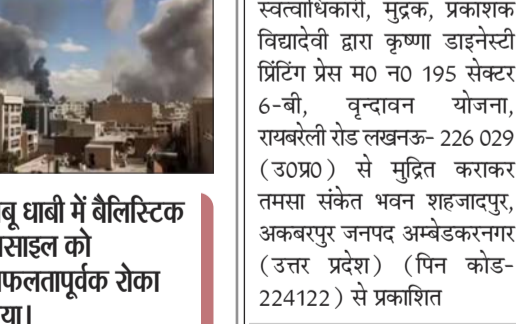 बू धाबी में बैलिस्टिक
साइल को
फलतापूर्वक रोका
या।
स्वत्वाधिकारी, मुद्रक, प्रकाशक
विद्यादेवी द्वारा कृष्णा डाइनेस्टी
प्रिंटिंग प्रेस म0 न0 195 सेक्टर
6-बी, वृन्दावन योजना,
रायबरेली रोड लखनऊ- 226 029
(उ0प्र0) से मुद्रित कराकर
तमसा संकेत भवन शहजादपुर,
अकबरपुर जनपद अम्बेडकरनगर
(उत्तर प्रदेश) (पिन कोड-
224122) से प्रकाशित